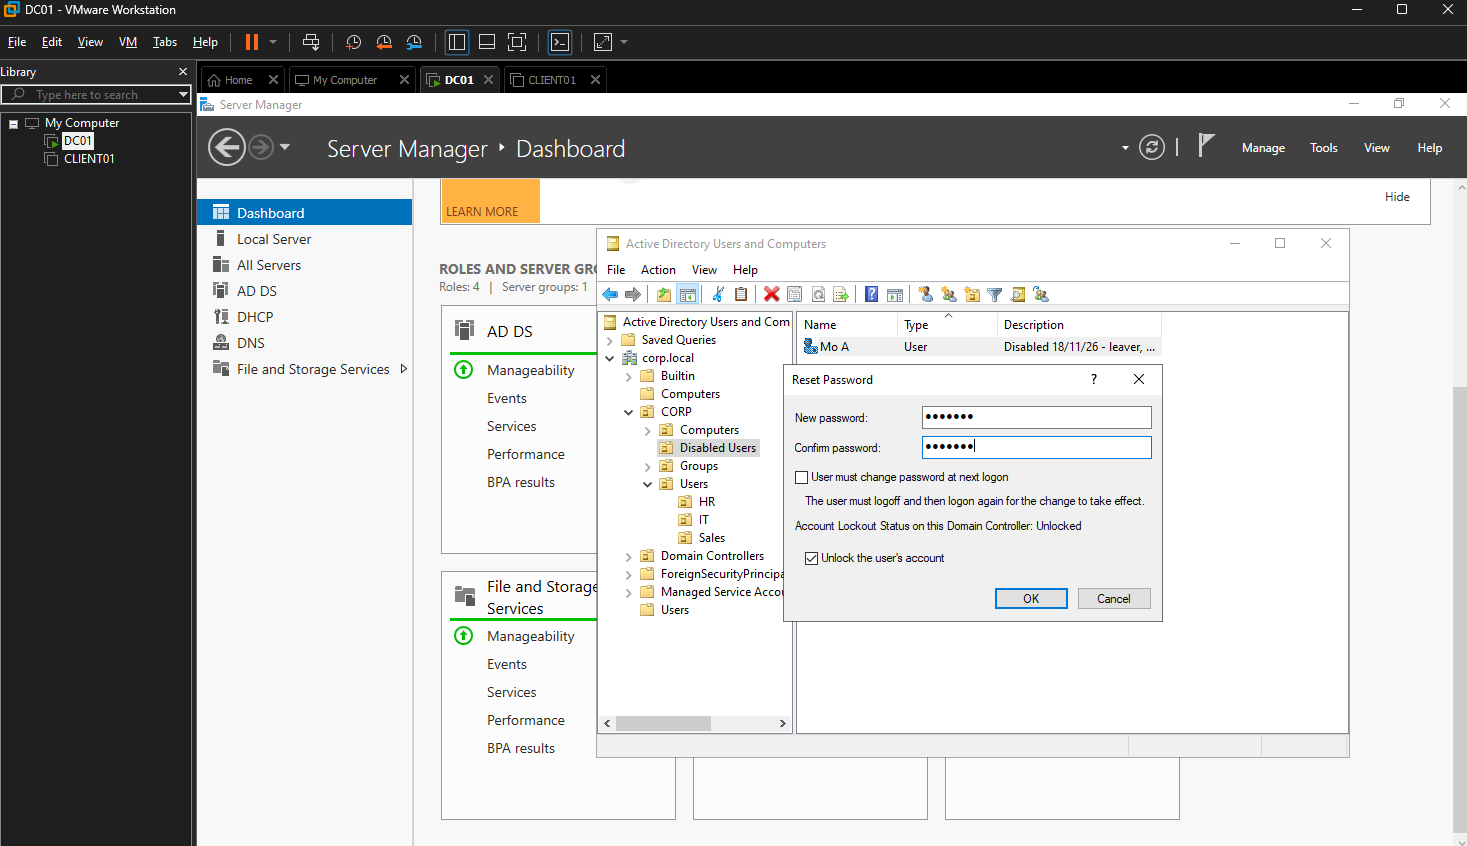 DC01 - VMware Workstation
File Edit View VM Tabs Help
Library
Type here to search
My Computer
DC01
CLIENT01
Home
My Computer
DC01
CLIENT01
Server Manager
Server Manager Dashboard
Manage Tools View Help
Dashboard
Local Server
All Servers
AD DS
DHCP
DNS
File and Storage Services
LEARN MORE
Hide
ROLES AND SERVER GRO
Roles: 4 | Server groups: 1
AD DS
Manageability
Events
Services
Performance
BPA results
File and Storage
Services
Manageability
Events
Services
Performance
BPA results
Active Directory Users and Computers
File Action View Help
Active Directory Users and Com
Saved Queries
corp.local
Builtin
Computers
CORP
Computers
Disabled Users
Groups
Users
HR
IT
Sales
Domain Controllers
ForeignSecurityPrincipa
Managed Service Accou
Users
Name Type Description
Mo A User Disabled 18/11/26 - leaver, ...
Reset Password
New password: •••••••
Confirm password: •••••••
User must change password at next logon
The user must logoff and then logon again for the change to take effect.
Account Lockout Status on this Domain Controller: Unlocked
Unlock the user's account
OK Cancel